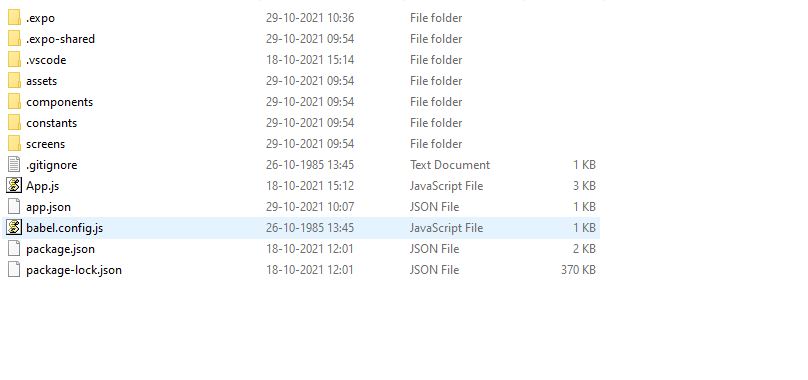 .expo 29-10-2021 10:36 File folder
.expo-shared 29-10-2021 09:54 File folder
.vscode 18-10-2021 15:14 File folder
assets 29-10-2021 09:54 File folder
components 29-10-2021 09:54 File folder
constants 29-10-2021 09:54 File folder
screens 29-10-2021 09:54 File folder
.gitignore 26-10-1985 13:45 Text Document 1 KB
App.js 18-10-2021 15:12 JavaScript File 3 KB
app.json 29-10-2021 10:07 JSON File 1 KB
babel.config.js 26-10-1985 13:45 JavaScript File 1 KB
package.json 18-10-2021 12:01 JSON File 2 KB
package-lock.json 18-10-2021 12:01 JSON File 370 KB